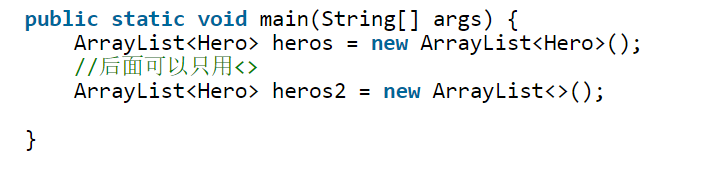 public static void main(String[] args) {
    ArrayList<Hero> heros = new ArrayList<Hero>();
    //后面可以只用<>
    ArrayList<Hero> heros2 = new ArrayList<>();
}